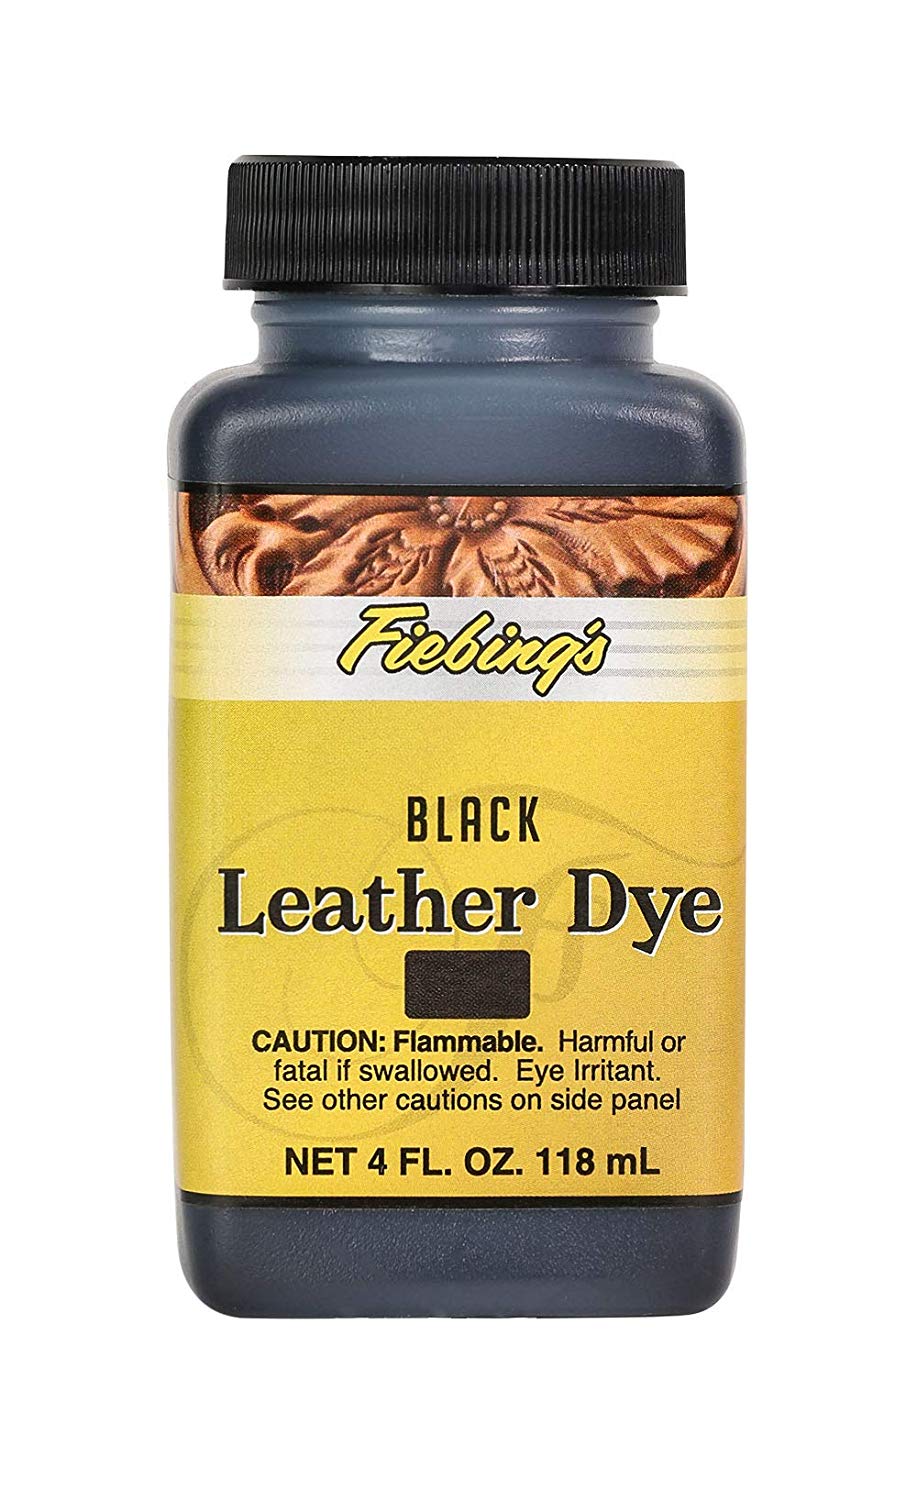 Fiebing's
BLACK
Leather Dye
CAUTION: Flammable. Harmful or
fatal if swallowed. Eye Irritant.
See other cautions on side panel
NET 4 FL. OZ. 118 mL